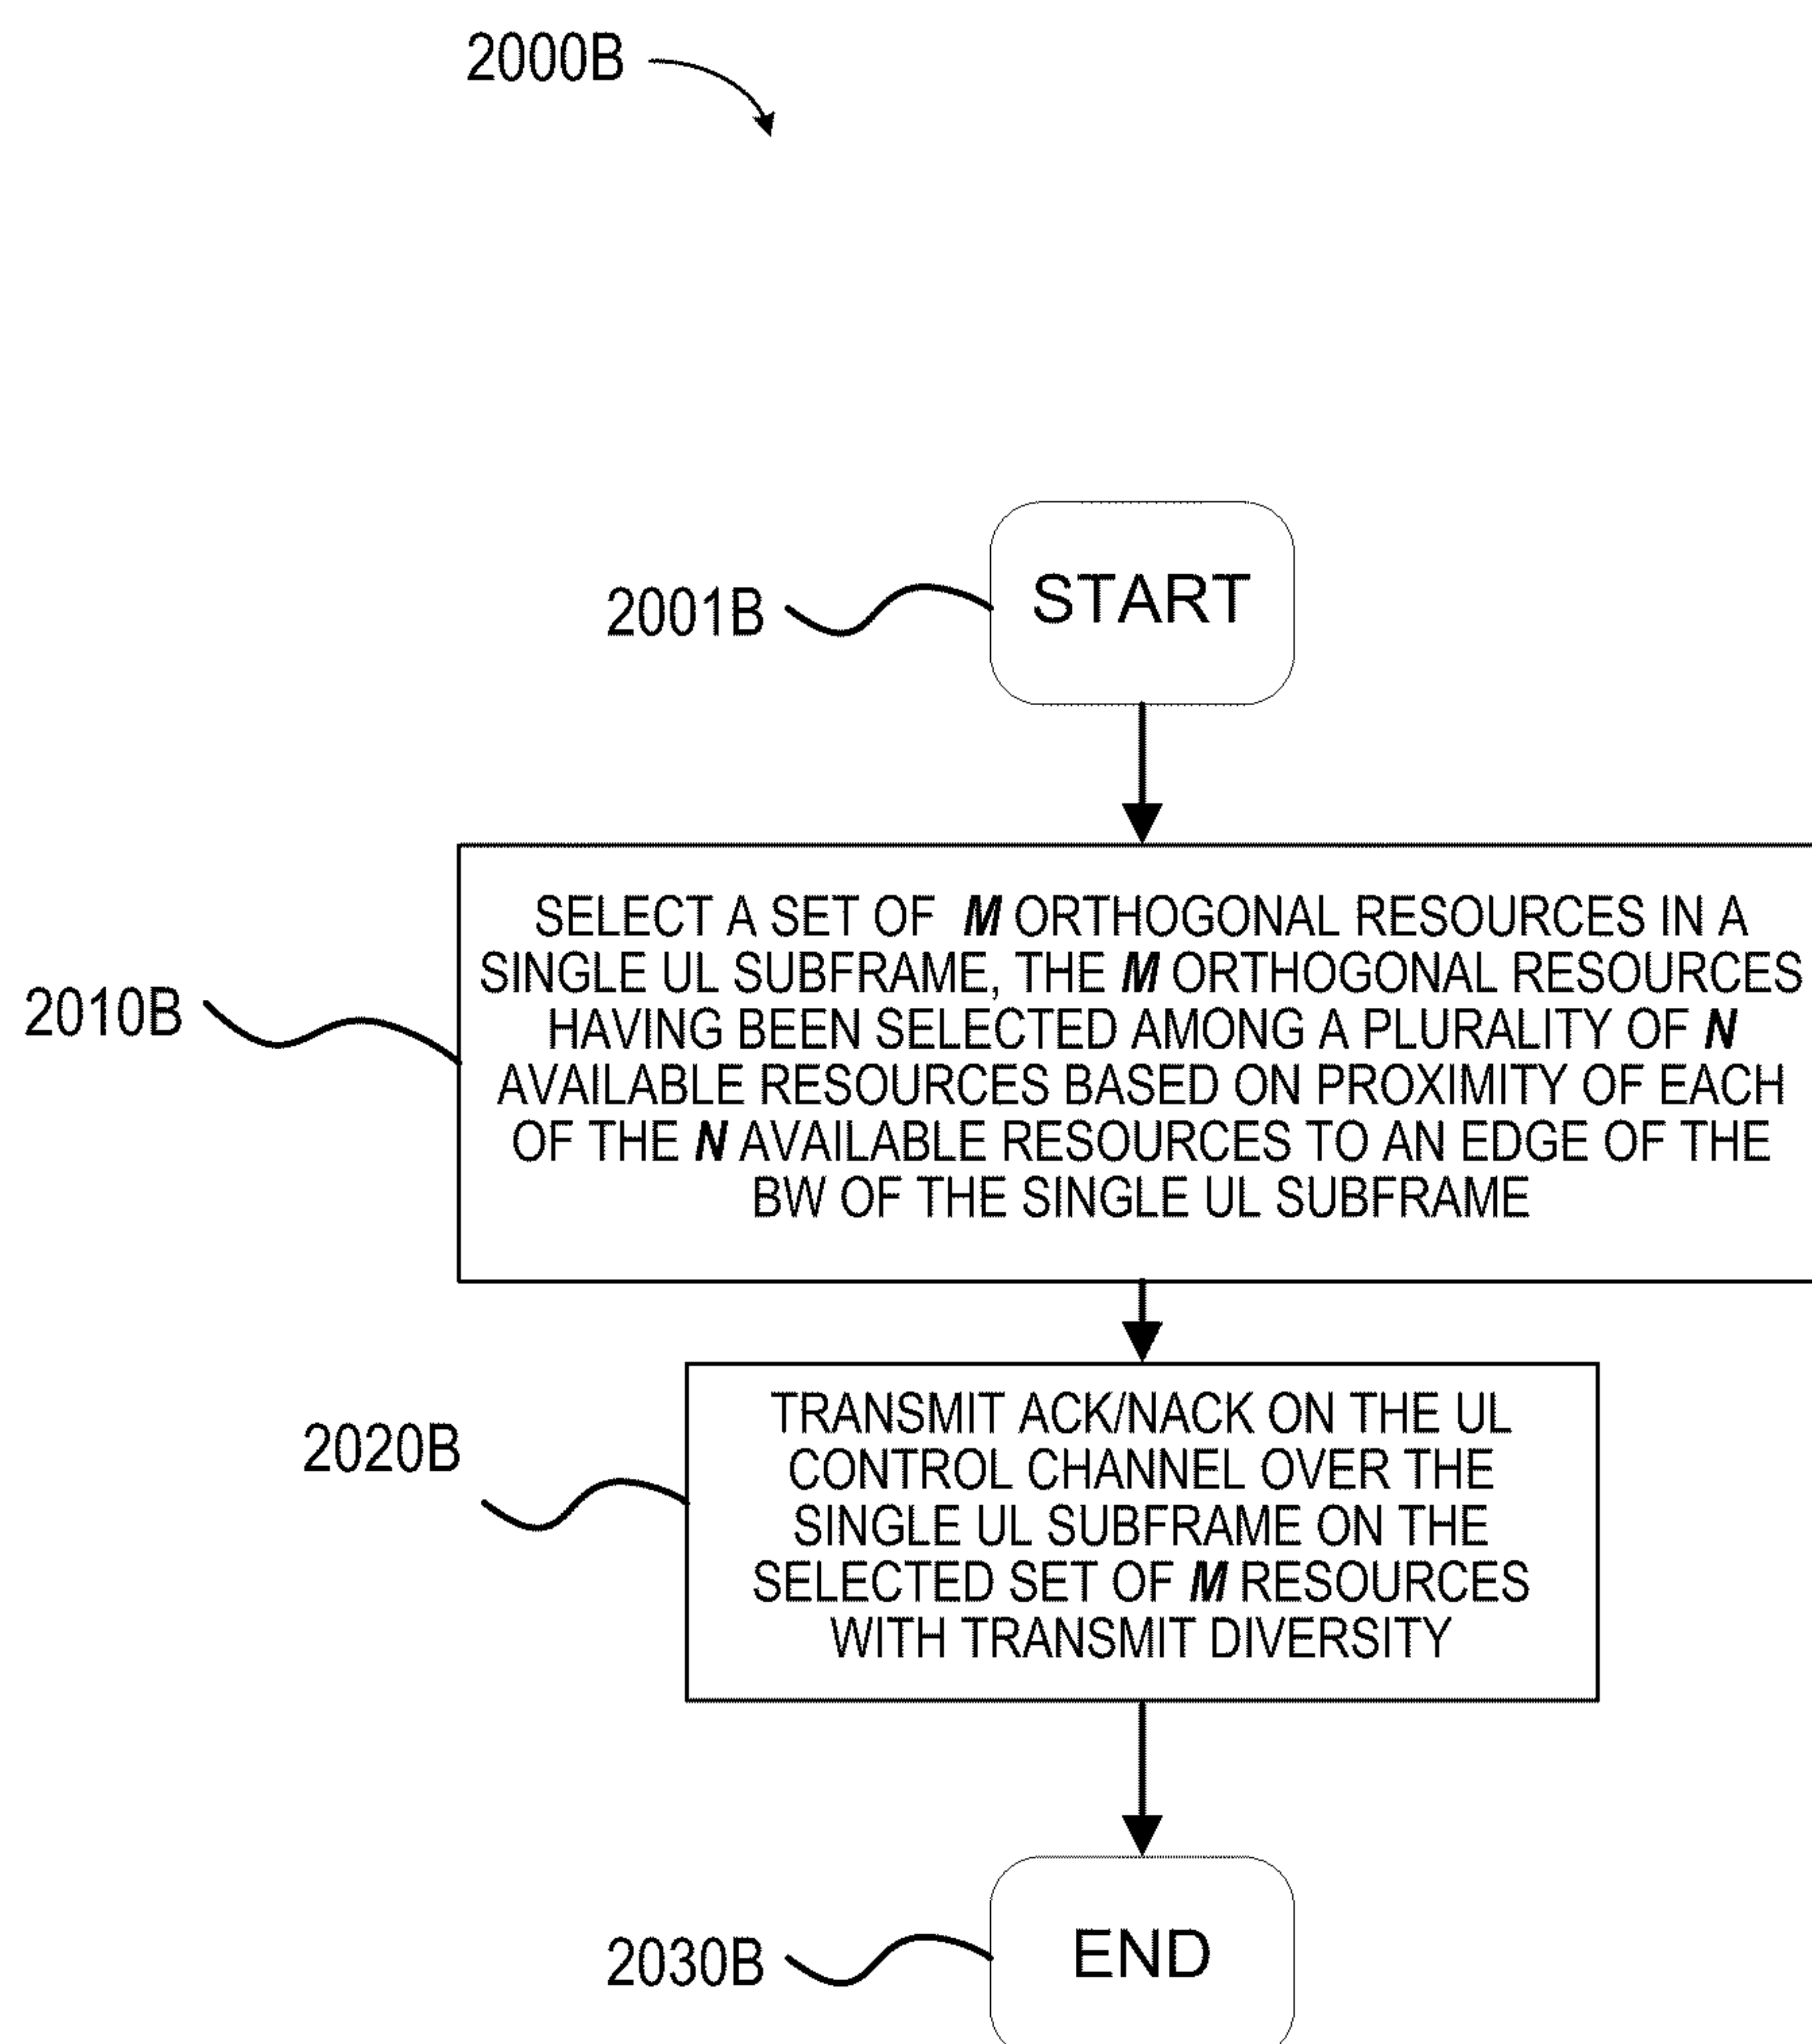 2000B
2001B
START
2010B
SELECT A SET OF M ORTHOGONAL RESOURCES IN A
SINGLE UL SUBFRAME, THE M ORTHOGONAL RESOURCES
HAVING BEEN SELECTED AMONG A PLURALITY OF N
AVAILABLE RESOURCES BASED ON PROXIMITY OF EACH
OF THE N AVAILABLE RESOURCES TO AN EDGE OF THE
BW OF THE SINGLE UL SUBFRAME
2020B
TRANSMIT ACK/NACK ON THE UL
CONTROL CHANNEL OVER THE
SINGLE UL SUBFRAME ON THE
SELECTED SET OF M RESOURCES
WITH TRANSMIT DIVERSITY
2030B
END